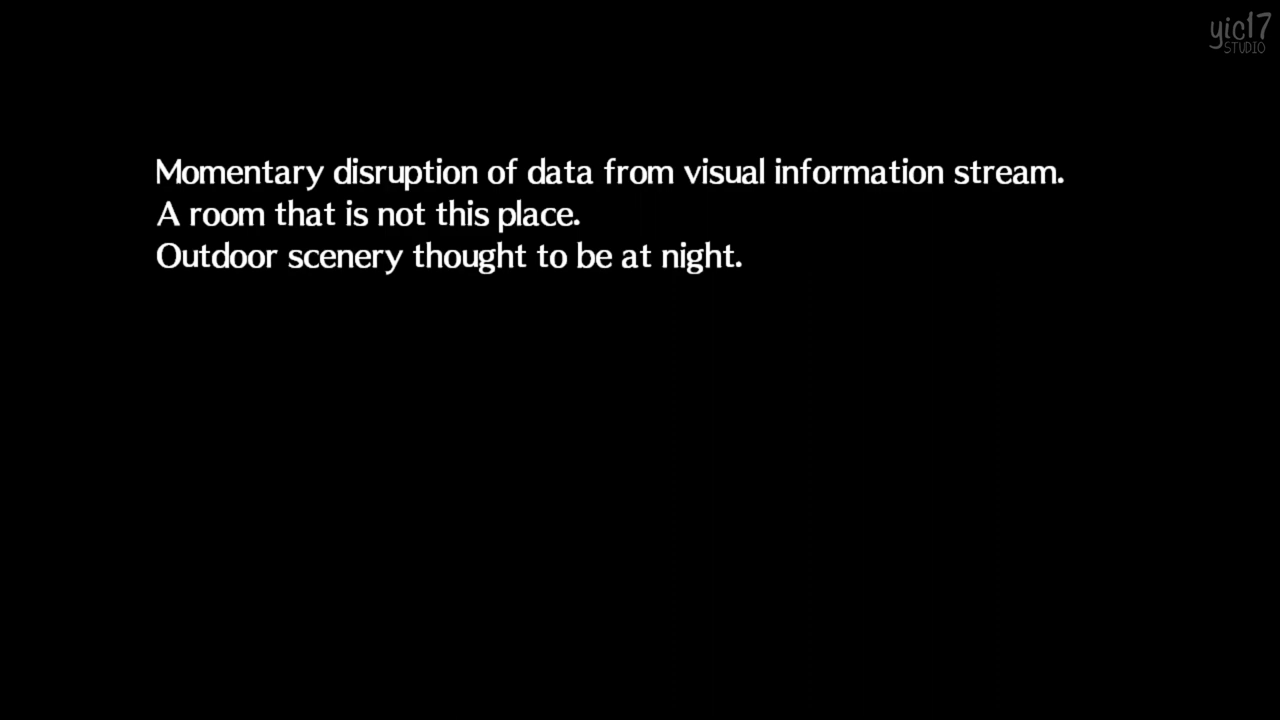 yic17
STUDIO
Momentary disruption of data from visual information stream.
A room that is not this place.
Outdoor scenery thought to be at night.